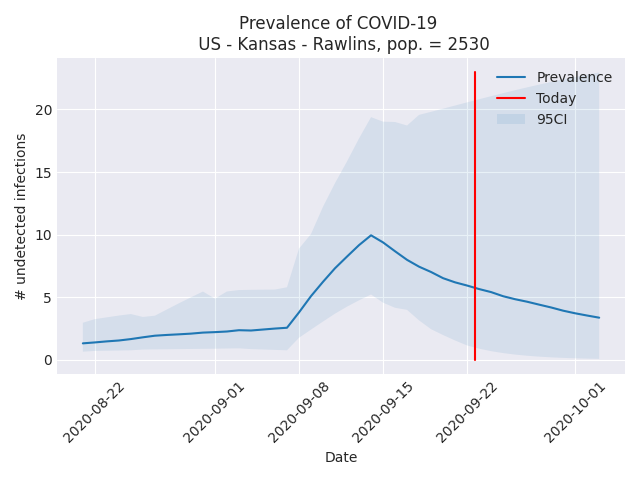 Prevalence of COVID-19
US - Kansas - Rawlins, pop. = 2530
Prevalence
Today
95CI
# undetected infections
20
15
10
5
0
2020-08-22
2020-09-01
2020-09-08
2020-09-15
2020-09-22
2020-10-01
Date